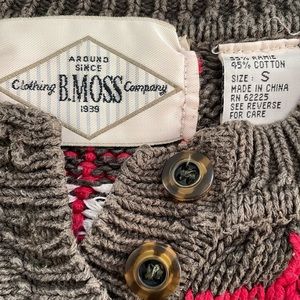 AROUND
SINCE
Clothing B.MOSS Company
1939
55% RAMIE
45% COTTON
SIZE: S
MADE IN CHINA
RN 62225
SEE REVERSE
FOR CARE